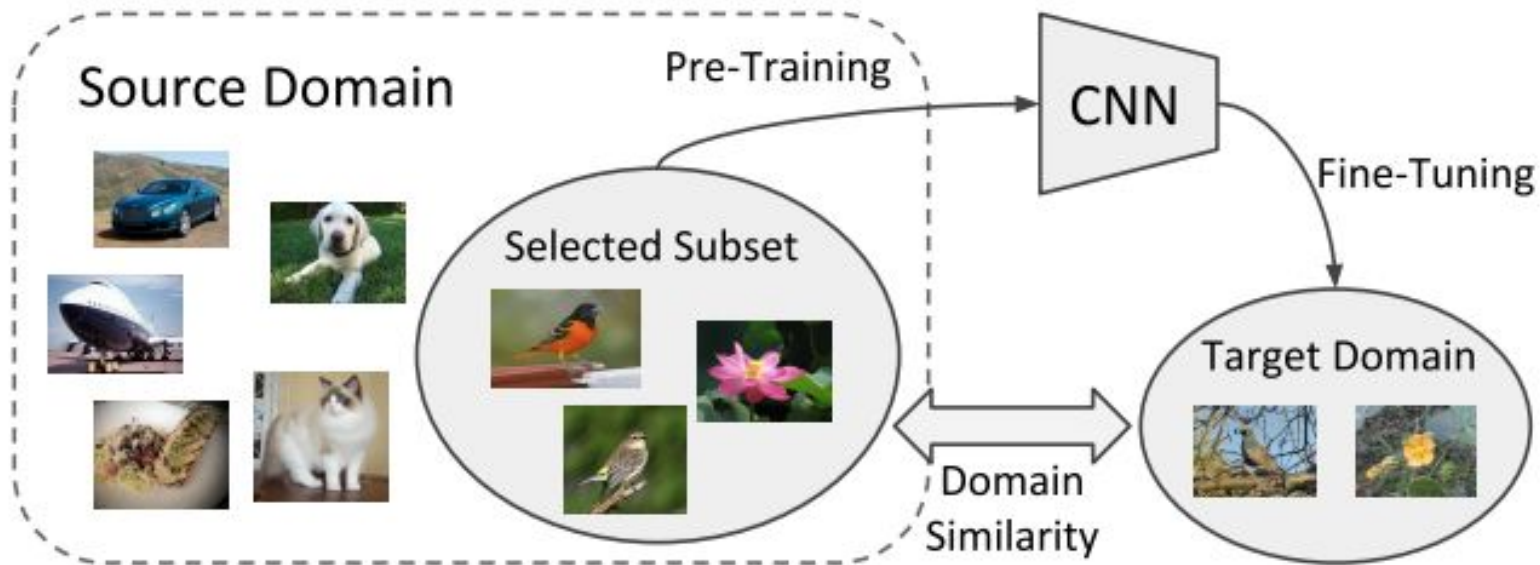 Source Domain
Pre-Training
CNN
Fine-Tuning
Selected Subset
Target Domain
Domain
Similarity